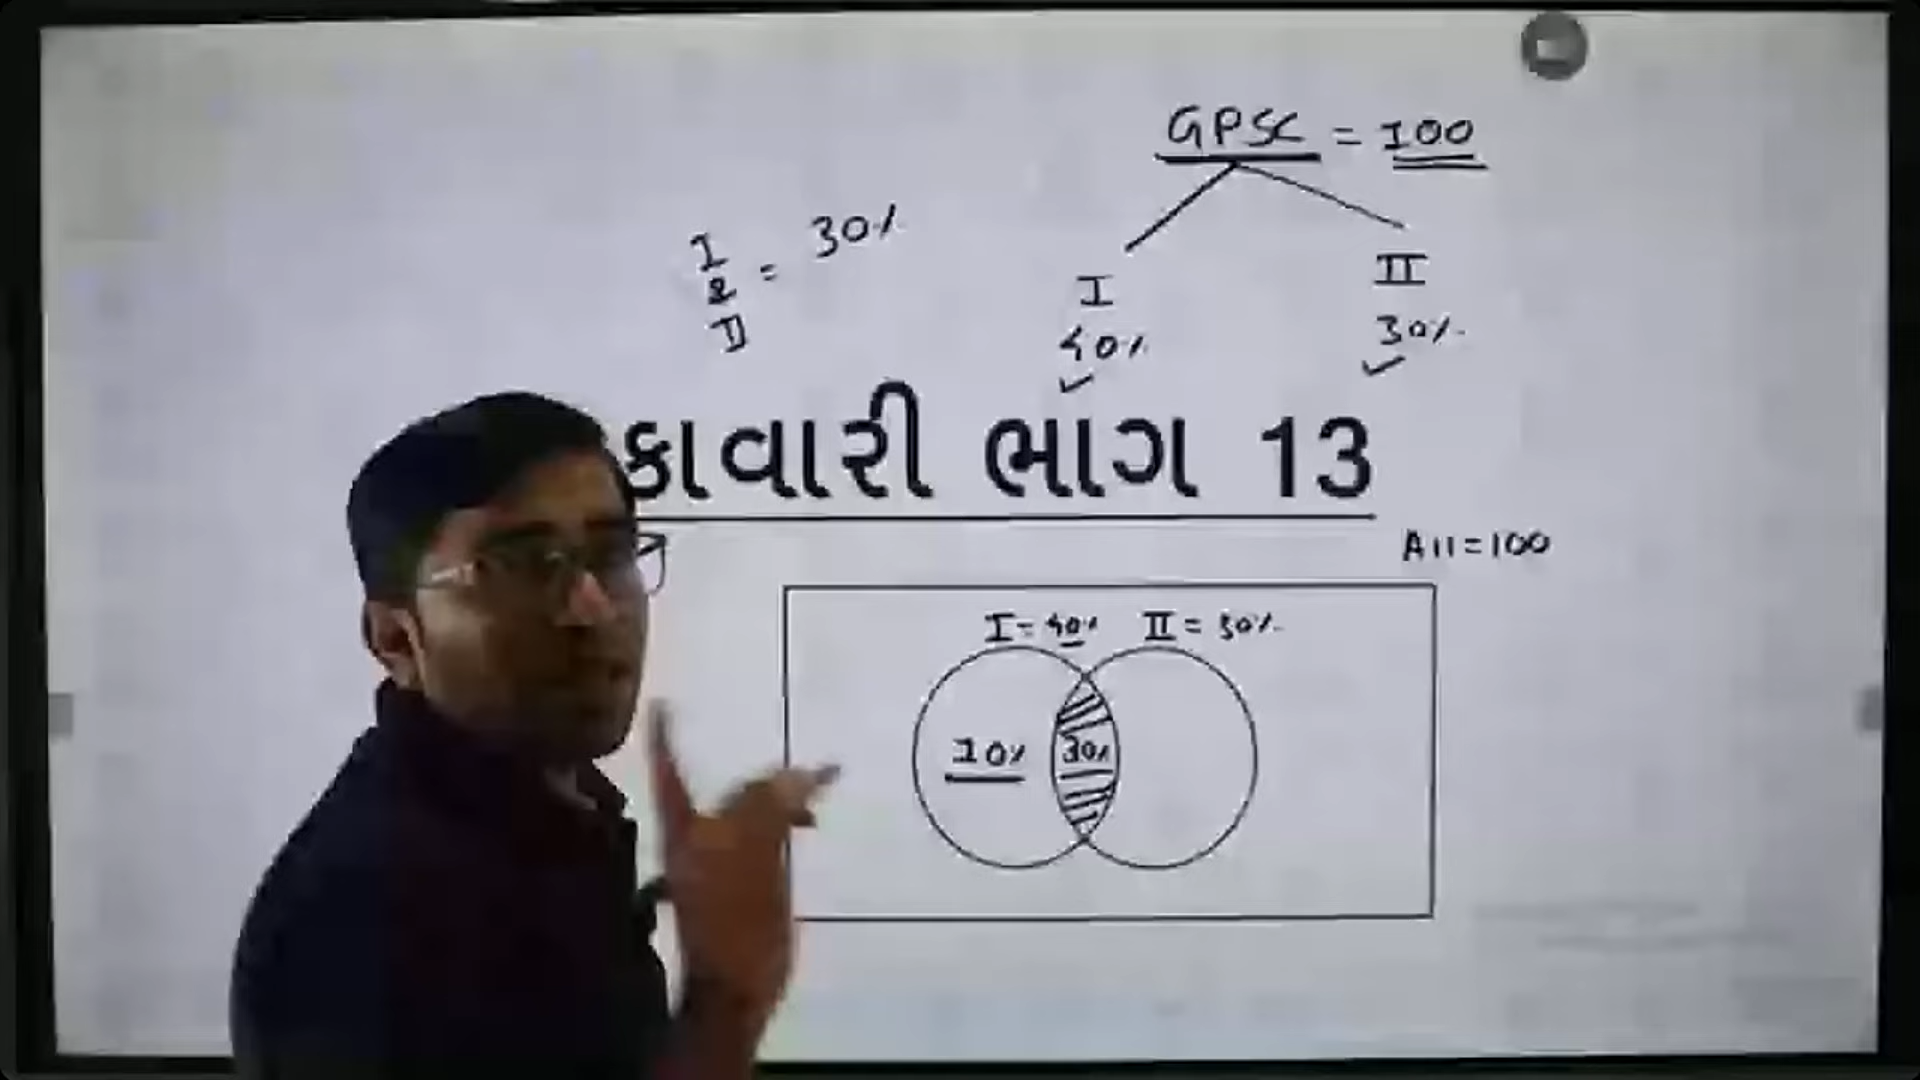 GPSC = 100
I & II = 30%
I
II
40%
30%
કાવારી ભાગ 13
All = 100
I = 40% II = 30%
10% 30%